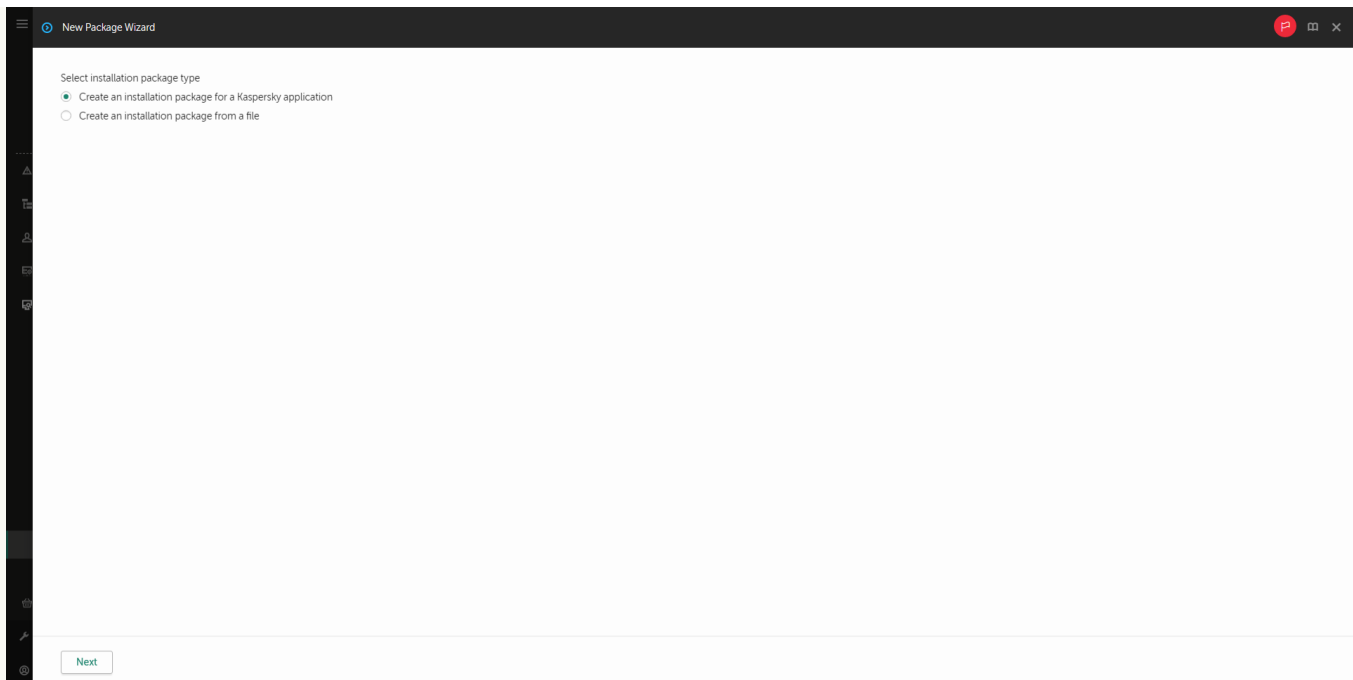 New Package Wizard
Select installation package type
Create an installation package for a Kaspersky application
Create an installation package from a file
Next